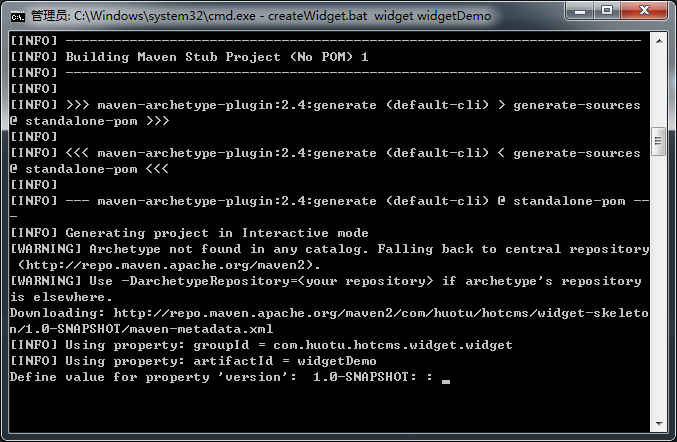 管理员: C:\Windows\system32\cmd.exe - createWidget.bat  widget widgetDemo
[INFO] ------------------------------------------------------------------------
[INFO] Building Maven Stub Project (No POM) 1
[INFO] ------------------------------------------------------------------------
[INFO]
[INFO] >>> maven-archetype-plugin:2.4:generate (default-cli) > generate-sources
@ standalone-pom >>>
[INFO]
[INFO] <<< maven-archetype-plugin:2.4:generate (default-cli) < generate-sources
@ standalone-pom <<<
[INFO]
[INFO] --- maven-archetype-plugin:2.4:generate (default-cli) @ standalone-pom --
-
[INFO] Generating project in Interactive mode
[WARNING] Archetype not found in any catalog. Falling back to central repository
 (http://repo.maven.apache.org/maven2).
[WARNING] Use -DarchetypeRepository=<your repository> if archetype's repository
is elsewhere.
Downloading: http://repo.maven.apache.org/maven2/com/huotu/hotcms/widget-skeleto
n/1.0-SNAPSHOT/maven-metadata.xml
[INFO] Using property: groupId = com.huotu.hotcms.widget.widget
[INFO] Using property: artifactId = widgetDemo
Define value for property 'version':  1.0-SNAPSHOT: : _